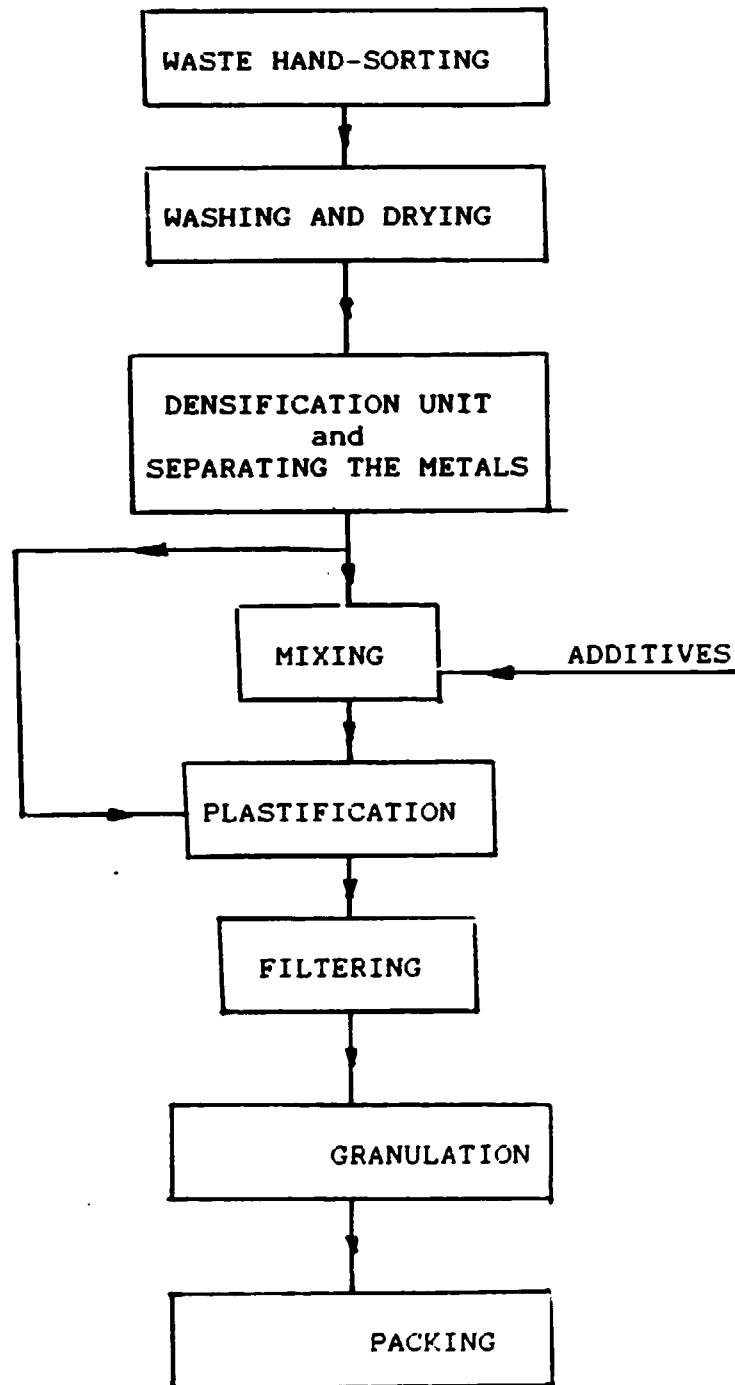 WASTE HAND-SORTING
WASHING AND DRYING
DENSIFICATION UNIT
and
SEPARATING THE METALS
MIXING
ADDITIVES
PLASTIFICATION
FILTERING
GRANULATION
PACKING